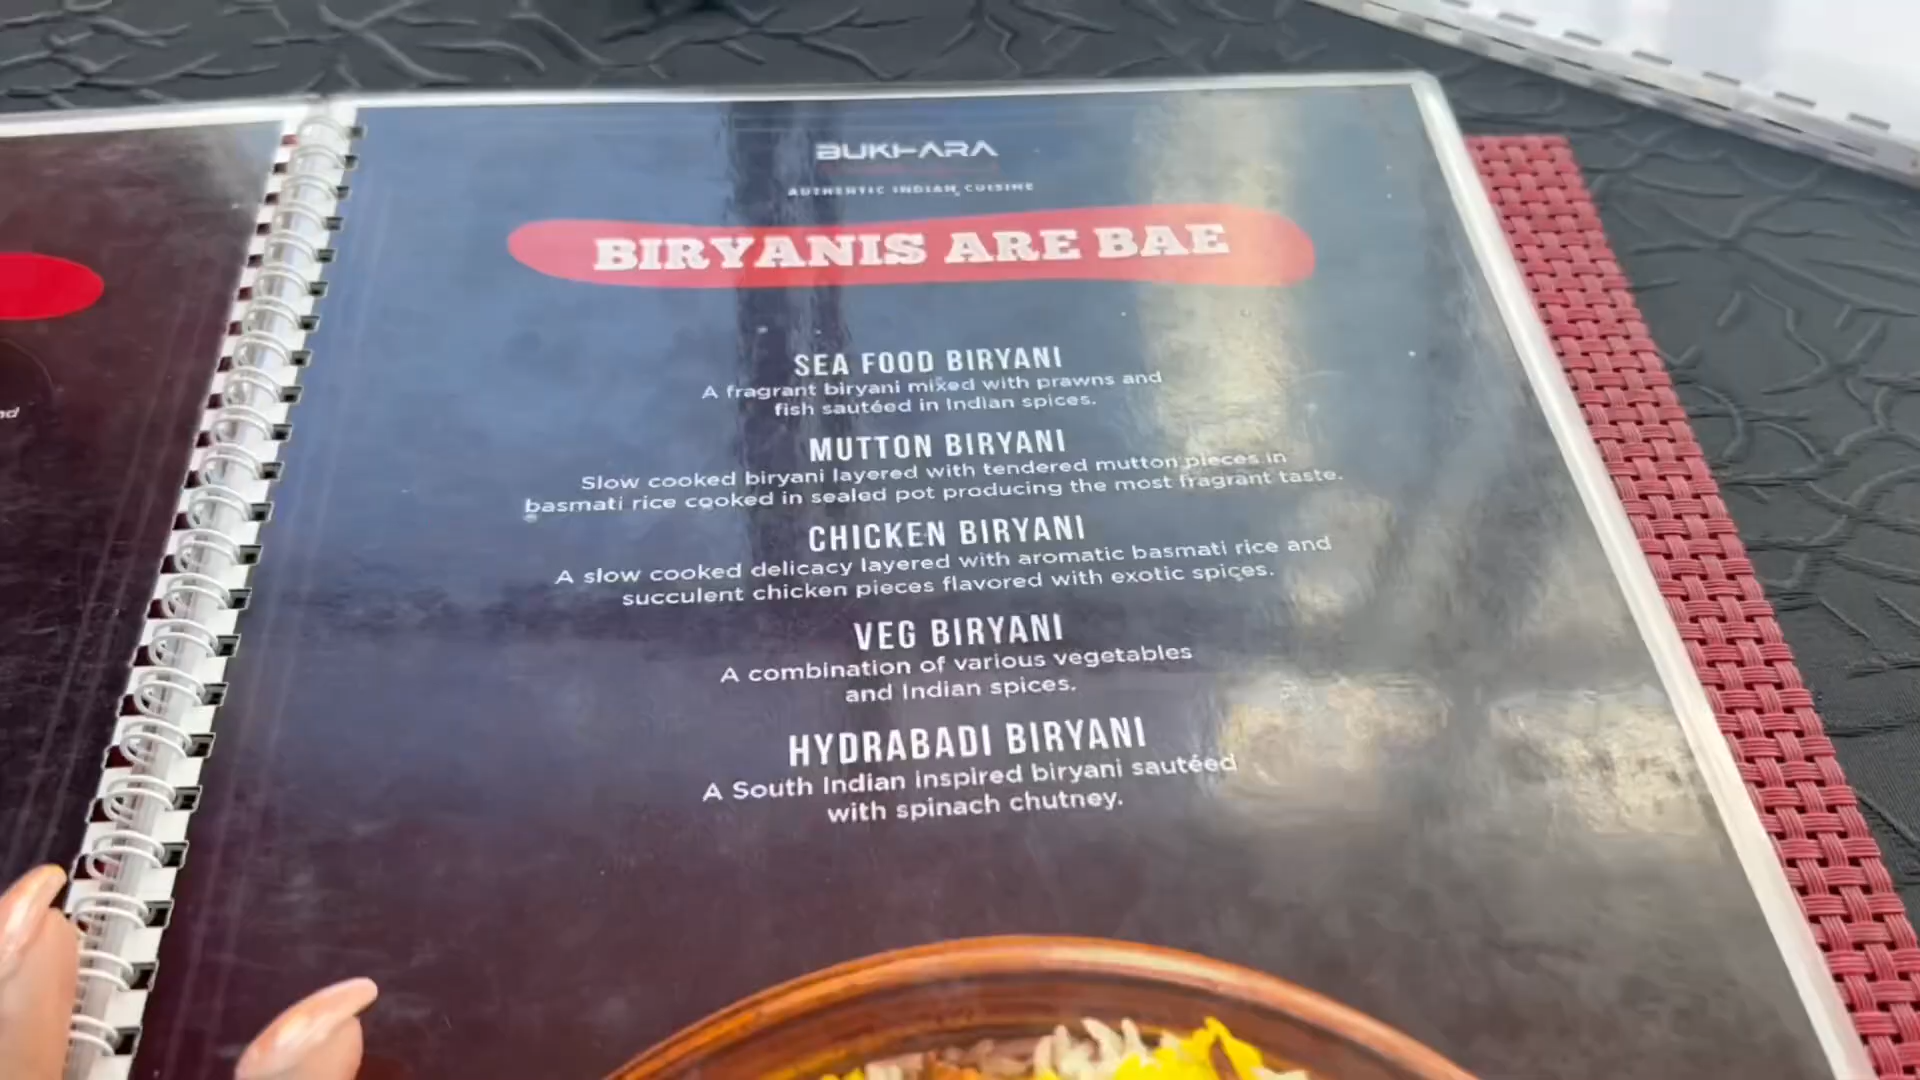 BUKHARA
AUTHENTIC INDIAN CUISINE
BIRYANIS ARE BAE
SEA FOOD BIRYANI
A fragrant biryani mixed with prawns and
fish sautéed in Indian spices.
MUTTON BIRYANI
Slow cooked biryani layered with tendered mutton pieces in
basmati rice cooked in sealed pot producing the most fragrant taste.
CHICKEN BIRYANI
A slow cooked delicacy layered with aromatic basmati rice and
succulent chicken pieces flavored with exotic spices.
VEG BIRYANI
A combination of various vegetables
and Indian spices.
HYDRABADI BIRYANI
A South Indian inspired biryani sautéed
with spinach chutney.